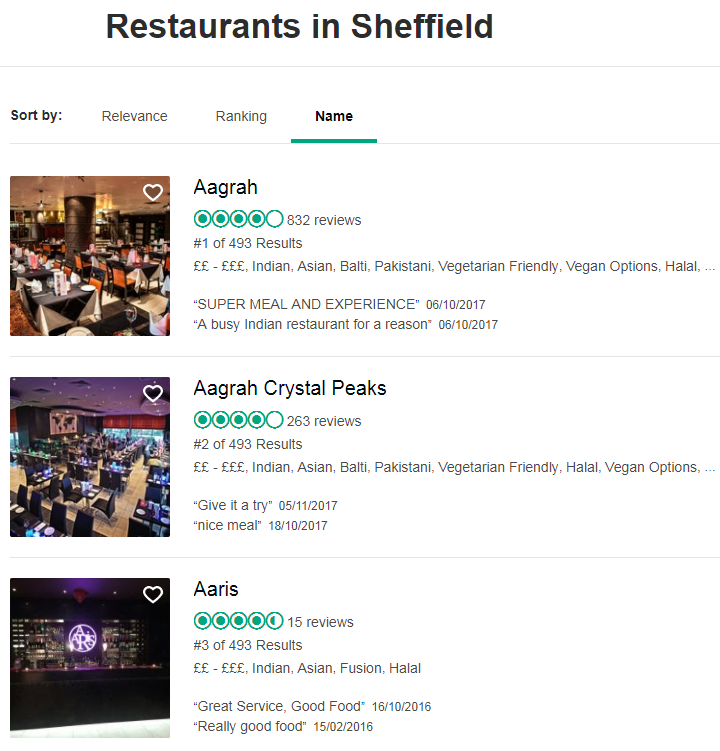 Restaurants in Sheffield
Sort by: Relevance Ranking Name
Aagrah
832 reviews
#1 of 493 Results
££ - £££, Indian, Asian, Balti, Pakistani, Vegetarian Friendly, Vegan Options, Halal, ...
“SUPER MEAL AND EXPERIENCE” 06/10/2017
“A busy Indian restaurant for a reason” 06/10/2017
Aagrah Crystal Peaks
263 reviews
#2 of 493 Results
££ - £££, Indian, Asian, Balti, Pakistani, Vegetarian Friendly, Halal, Vegan Options, ...
“Give it a try” 05/11/2017
“nice meal” 18/10/2017
Aaris
15 reviews
#3 of 493 Results
££ - £££, Indian, Asian, Fusion, Halal
“Great Service, Good Food” 16/10/2016
“Really good food” 15/02/2016